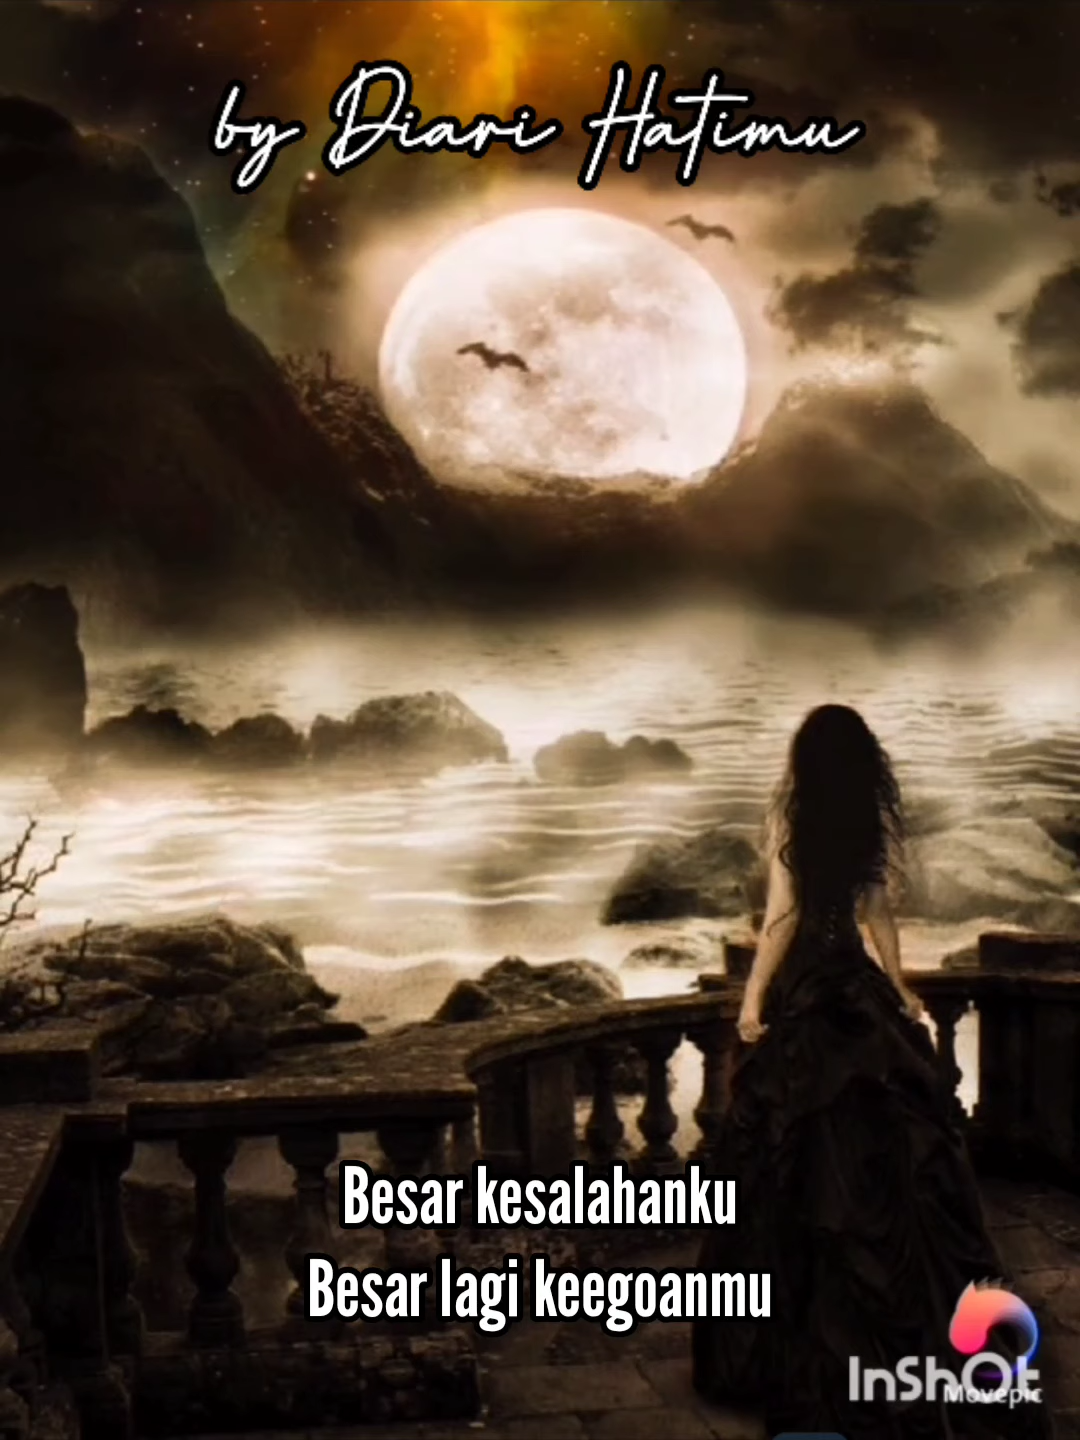 by Diari Hatimu
Besar kesalahanku
Besar lagi keegoanmu
InShOt
Movepic